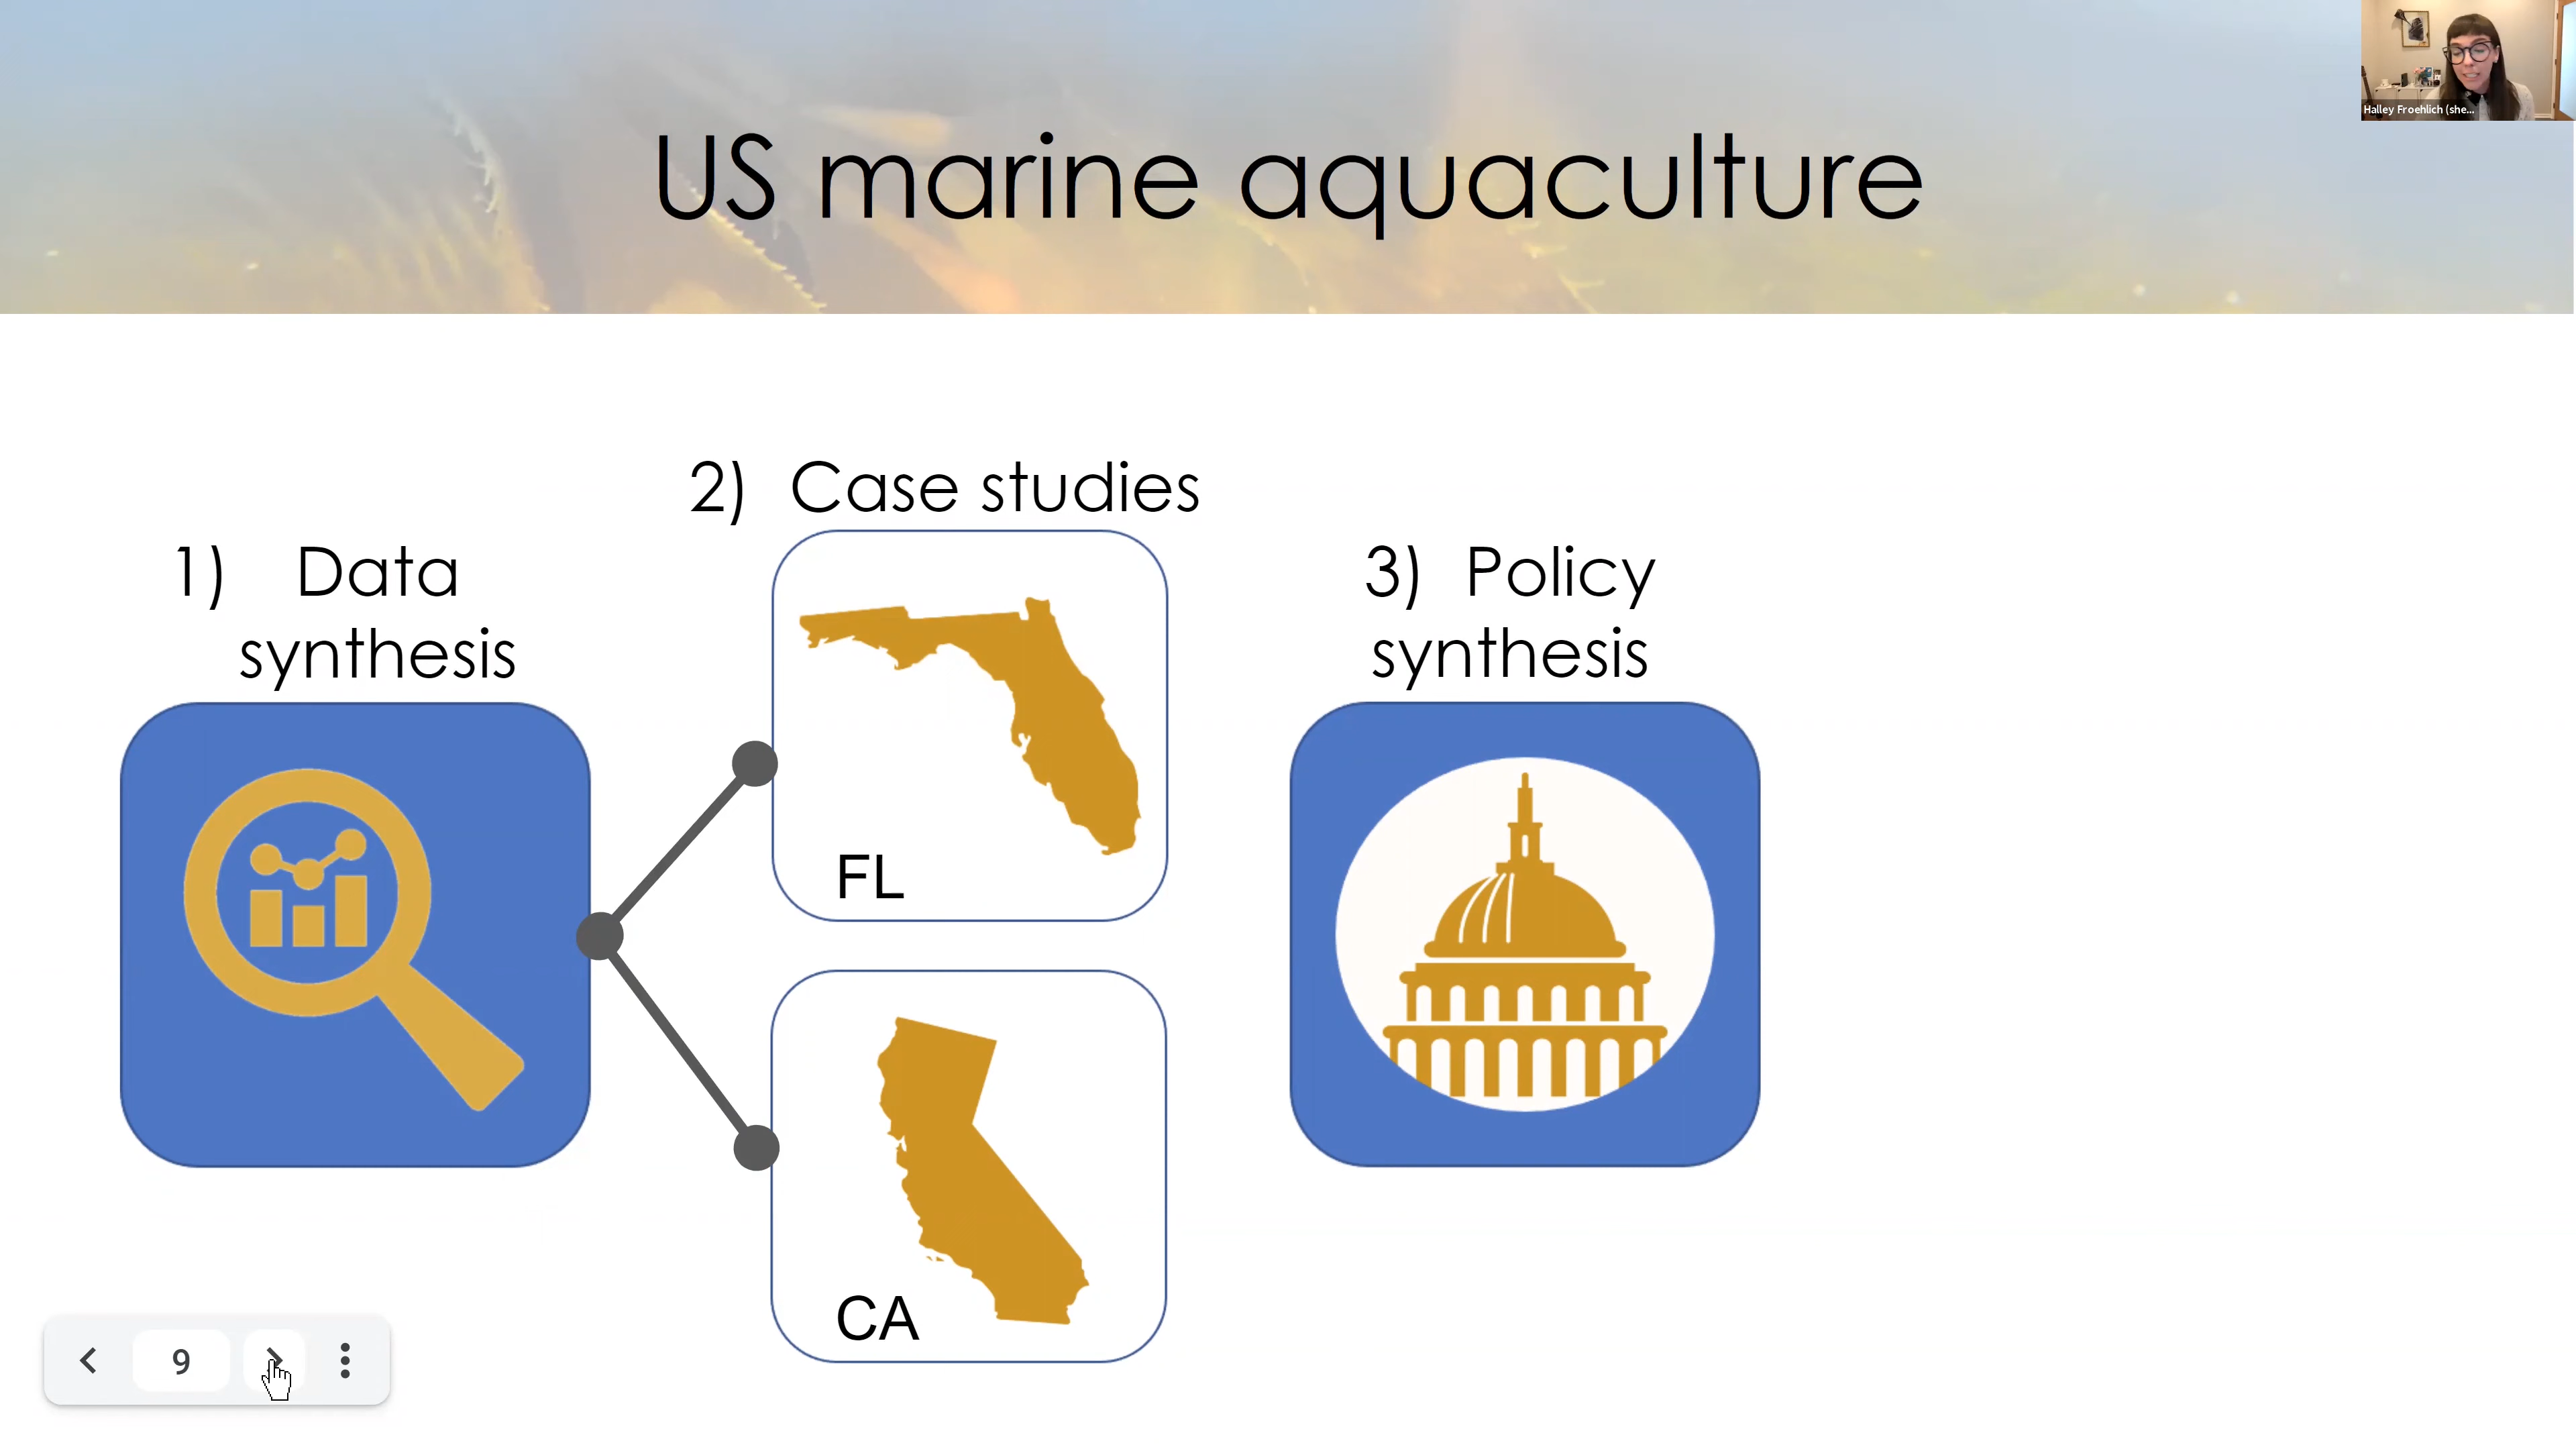 Halley Froehlich (she...
US marine aquaculture
1) Data
synthesis
2) Case studies
FL
CA
3) Policy
synthesis
9